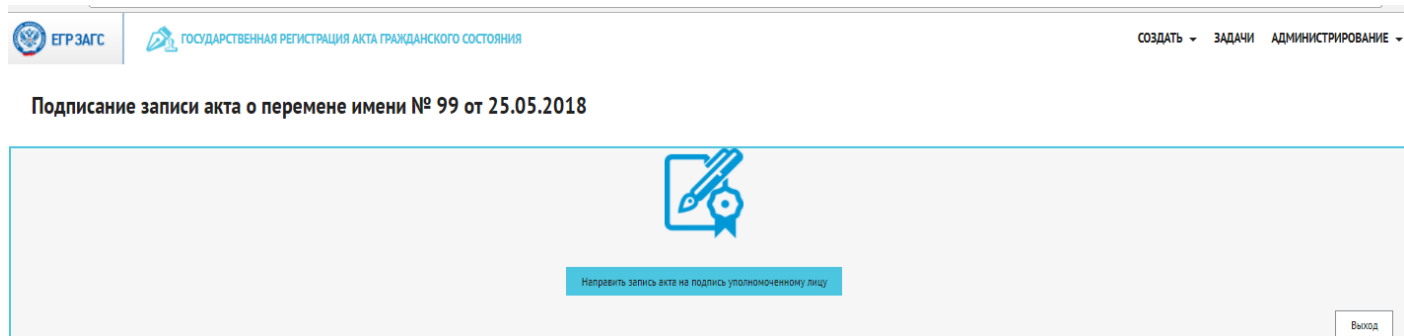 ЕГР ЗАГС ГОСУДАРСТВЕННАЯ РЕГИСТРАЦИЯ АКТА ГРАЖДАНСКОГО СОСТОЯНИЯ СОЗДАТЬ ЗАДАЧИ АДМИНИСТРИРОВАНИЕ
Подписание записи акта о перемене имени № 99 от 25.05.2018
Направить запись акта на подпись уполномоченному лицу
Выход